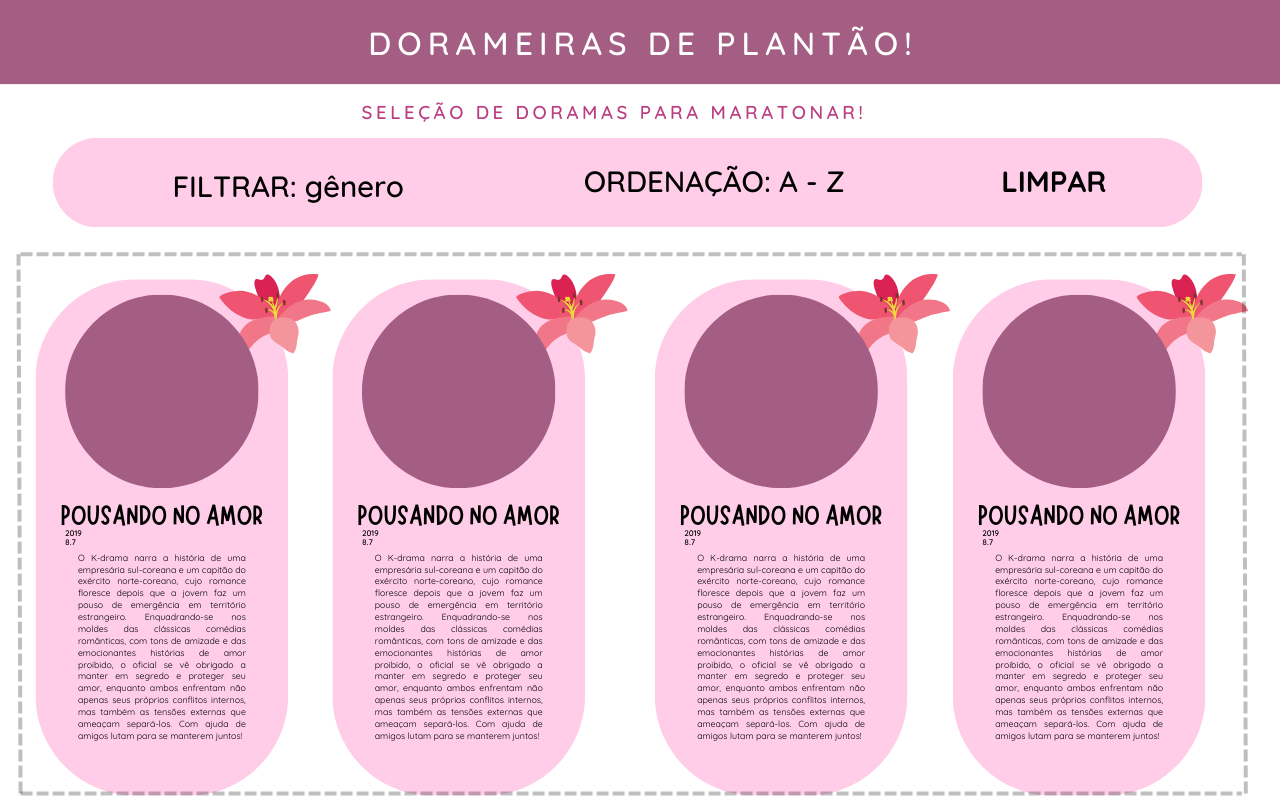 DORAMEIRAS DE PLANTÃO!
SELEÇÃO DE DORAMAS PARA MARATONAR!
FILTRAR: gênero
ORDENAÇÃO: A - Z
LIMPAR
POUSANDO NO AMOR
2019
8.7
O K-drama narra a história de uma
empresária sul-coreana e um capitão do
exército norte-coreano, cujo romance
floresce depois que a jovem faz um
pouso de emergência em território
estrangeiro. Enquadrando-se nos
moldes das clássicas comédias
românticas, com tons de amizade e das
emocionantes histórias de amor
proibido, o oficial se vê obrigado a
manter em segredo e proteger seu
amor, enquanto ambos enfrentam não
apenas seus próprios conflitos internos,
mas também as tensões externas que
ameaçam separá-los. Com ajuda de
amigos lutam para se manterem juntos!
POUSANDO NO AMOR
2019
8.7
O K-drama narra a história de uma
empresária sul-coreana e um capitão do
exército norte-coreano, cujo romance
floresce depois que a jovem faz um
pouso de emergência em território
estrangeiro. Enquadrando-se nos
moldes das clássicas comédias
românticas, com tons de amizade e das
emocionantes histórias de amor
proibido, o oficial se vê obrigado a
manter em segredo e proteger seu
amor, enquanto ambos enfrentam não
apenas seus próprios conflitos internos,
mas também as tensões externas que
ameaçam separá-los. Com ajuda de
amigos lutam para se manterem juntos!
POUSANDO NO AMOR
2019
8.7
O K-drama narra a história de uma
empresária sul-coreana e um capitão do
exército norte-coreano, cujo romance
floresce depois que a jovem faz um
pouso de emergência em território
estrangeiro. Enquadrando-se nos
moldes das clássicas comédias
românticas, com tons de amizade e das
emocionantes histórias de amor
proibido, o oficial se vê obrigado a
manter em segredo e proteger seu
amor, enquanto ambos enfrentam não
apenas seus próprios conflitos internos,
mas também as tensões externas que
ameaçam separá-los. Com ajuda de
amigos lutam para se manterem juntos!
POUSANDO NO AMOR
2019
8.7
O K-drama narra a história de uma
empresária sul-coreana e um capitão do
exército norte-coreano, cujo romance
floresce depois que a jovem faz um
pouso de emergência em território
estrangeiro. Enquadrando-se nos
moldes das clássicas comédias
românticas, com tons de amizade e das
emocionantes histórias de amor
proibido, o oficial se vê obrigado a
manter em segredo e proteger seu
amor, enquanto ambos enfrentam não
apenas seus próprios conflitos internos,
mas também as tensões externas que
ameaçam separá-los. Com ajuda de
amigos lutam para se manterem juntos!